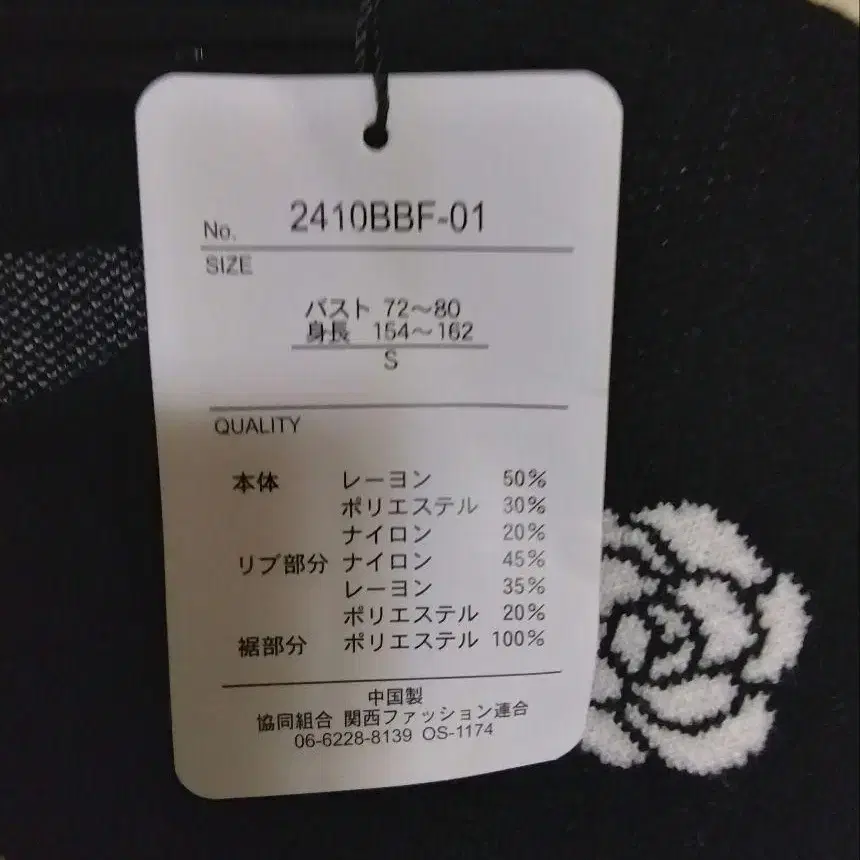 No. 2410BBF-01
SIZE
バスト 72～80
身長 154～162
S
QUALITY
本体 レーヨン 50%
ポリエステル 30%
ナイロン 20%
リブ部分 ナイロン 45%
レーヨン 35%
ポリエステル 20%
裾部分 ポリエステル 100%
中国製
協同組合 関西ファッション連合
06-6228-8139 OS-1174